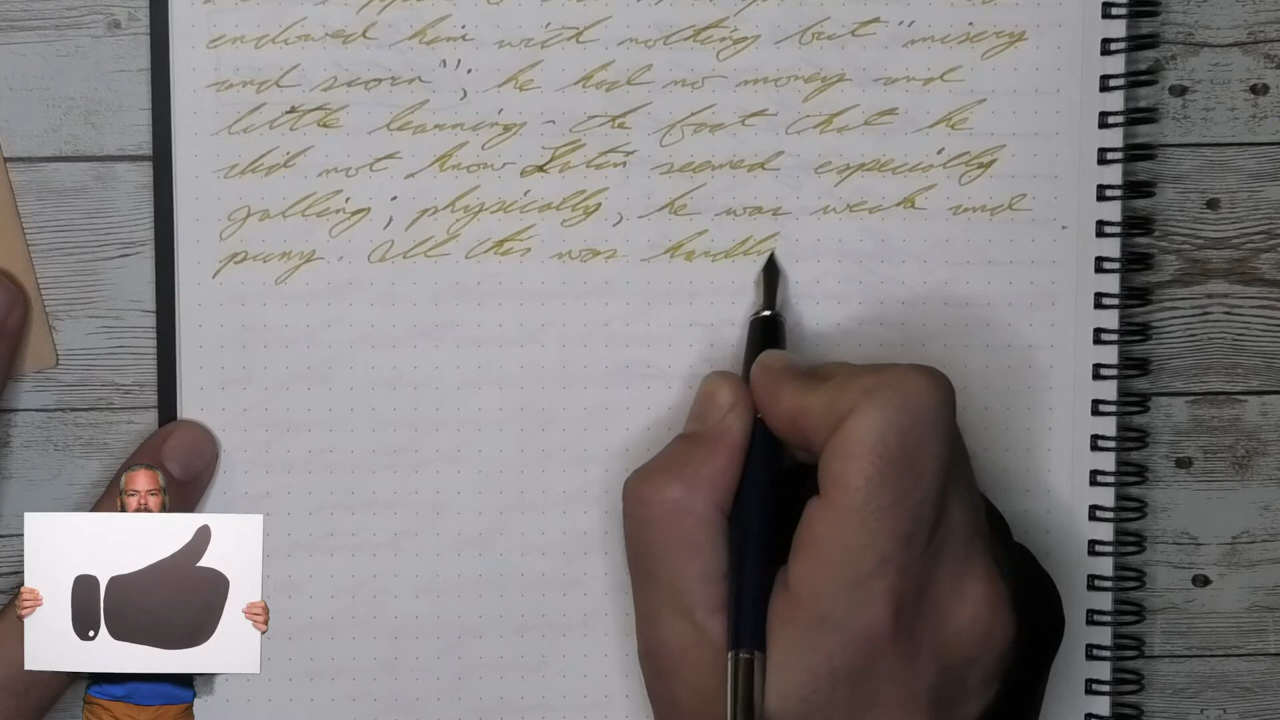 endowed him with nothing but "misery
and scorn"; he had no money and
little learning - the fact that he
did not know Latin seemed especially
galling; physically, he was weak and
puny. All this was hardly